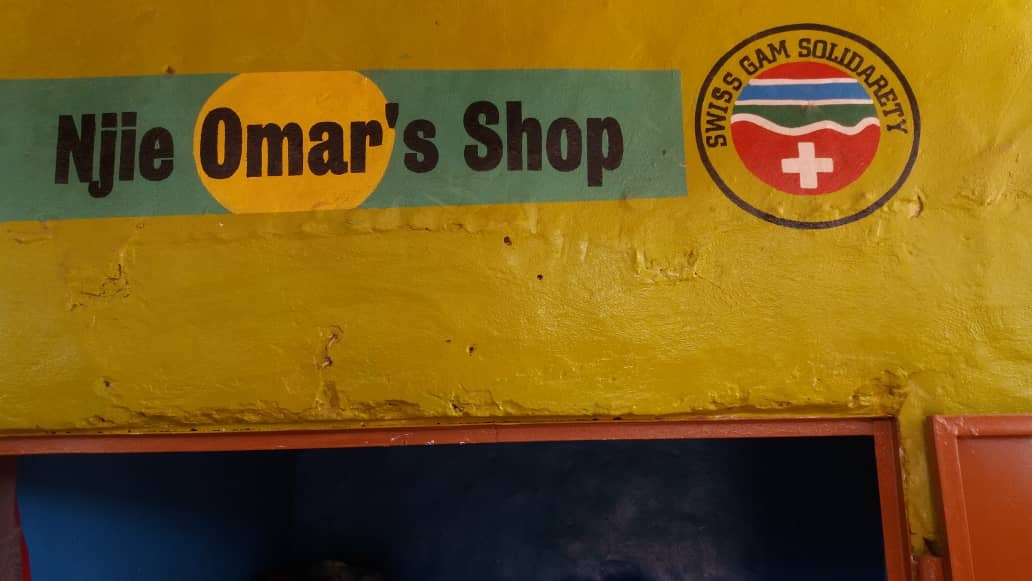 Njie Omar's Shop
SWISS GAM SOLIDARETY